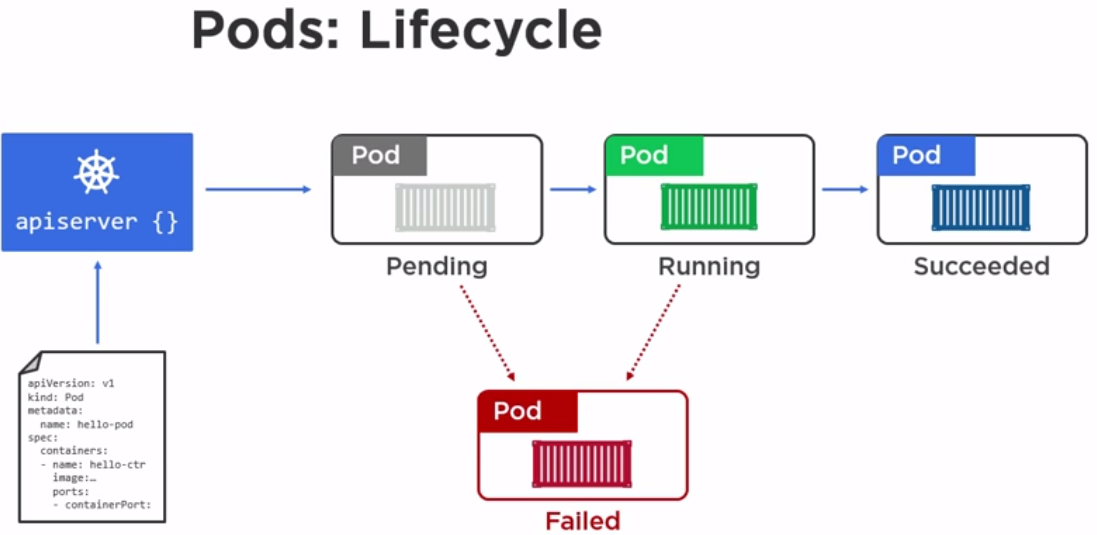 Pods: Lifecycle
apiserver {}
Pod
Pending
Pod
Running
Pod
Succeeded
apiVersion: v1
kind: Pod
metadata:
  name: hello-pod
spec:
  containers:
  - name: hello-ctr
    image:…
    ports:
    - containerPort:
Pod
Failed